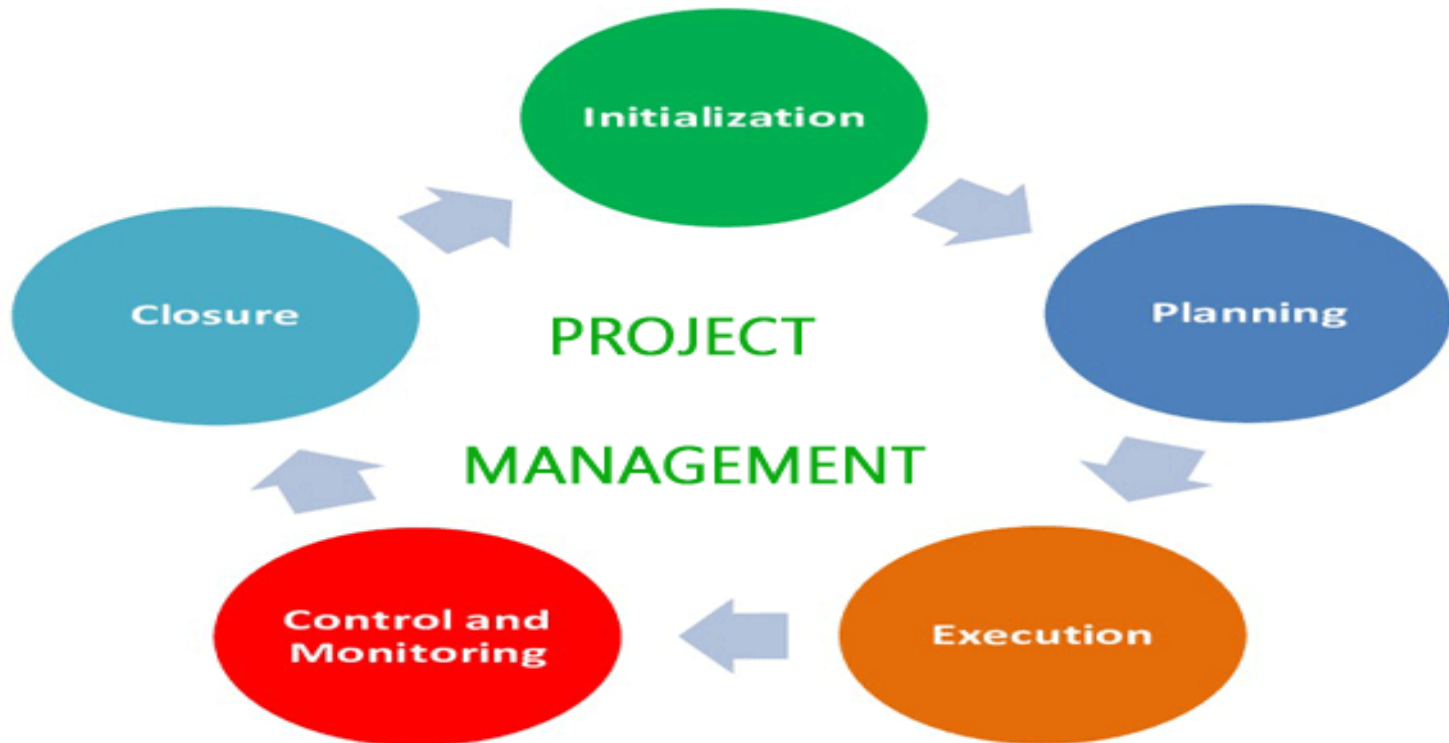 Initialization
Planning
Execution
Control and
Monitoring
Closure
PROJECT
MANAGEMENT